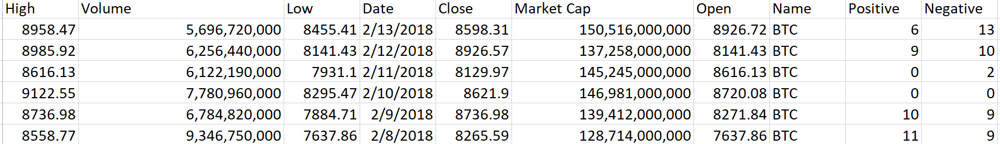 High Volume Low Date Close Market Cap Open Name Positive Negative
8958.47 5,696,720,000 8455.41 2/13/2018 8598.31 150,516,000,000 8926.72 BTC 6 13
8985.92 6,256,440,000 8141.43 2/12/2018 8926.57 137,258,000,000 8141.43 BTC 9 10
8616.13 6,122,190,000 7931.1 2/11/2018 8129.97 145,245,000,000 8616.13 BTC 0 2
9122.55 7,780,960,000 8295.47 2/10/2018 8621.9 146,981,000,000 8720.08 BTC 0 0
8736.98 6,784,820,000 7884.71 2/9/2018 8736.98 139,412,000,000 8271.84 BTC 10 9
8558.77 9,346,750,000 7637.86 2/8/2018 8265.59 128,714,000,000 7637.86 BTC 11 9